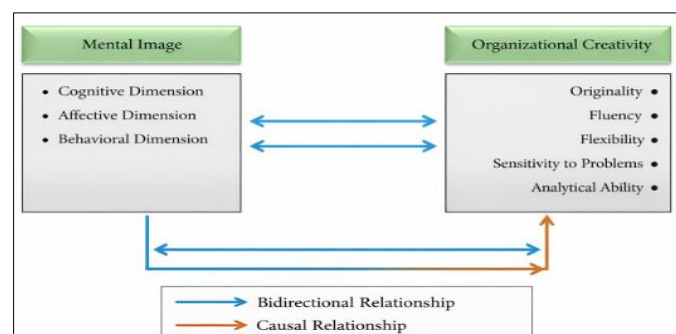 Mental Image
• Cognitive Dimension
• Affective Dimension
• Behavioral Dimension
Organizational Creativity
Originality •
Fluency •
Flexibility •
Sensitivity to Problems •
Analytical Ability •
Bidirectional Relationship
Causal Relationship